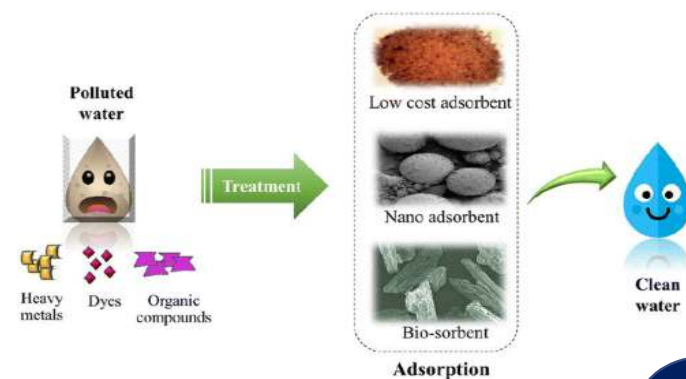 Polluted
water
Heavy
metals
Dyes
Organic
compounds
Treatment
Low cost adsorbent
Nano adsorbent
Bio-sorbent
Adsorption
Clean
water